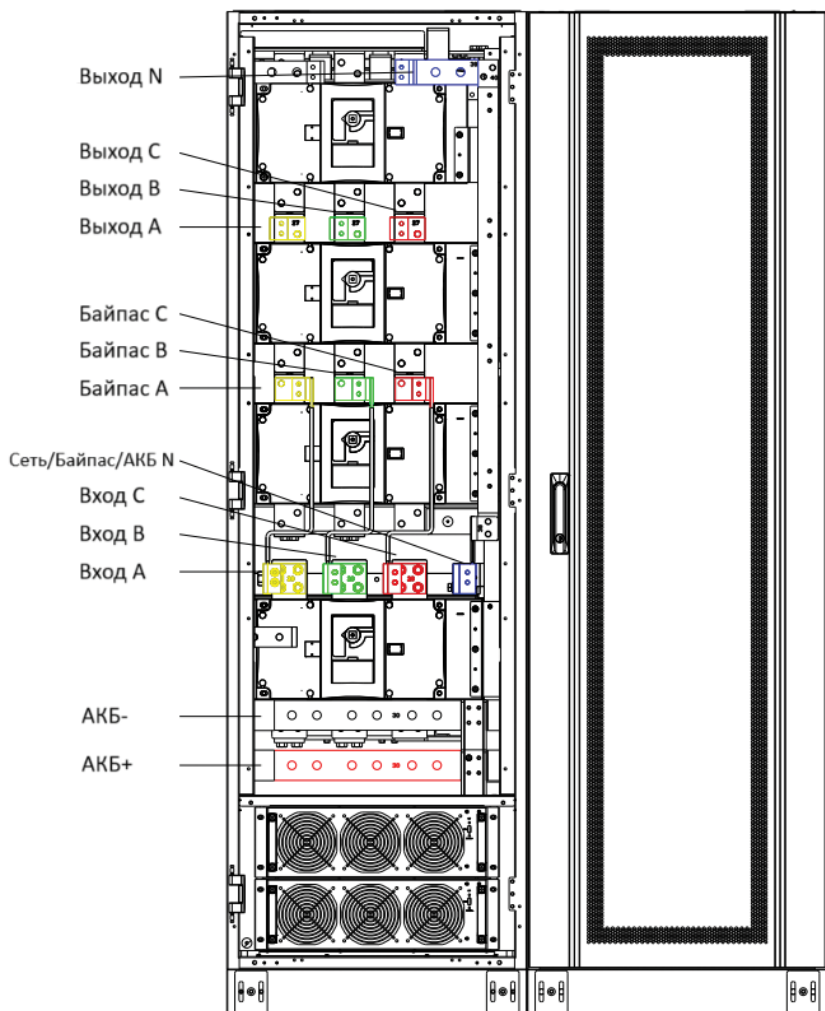 Выход N
Выход C
Выход B
Выход A
Байпас C
Байпас B
Байпас A
Сеть/Байпас/АКБ N
Вход C
Вход B
Вход A
АКБ-
АКБ+